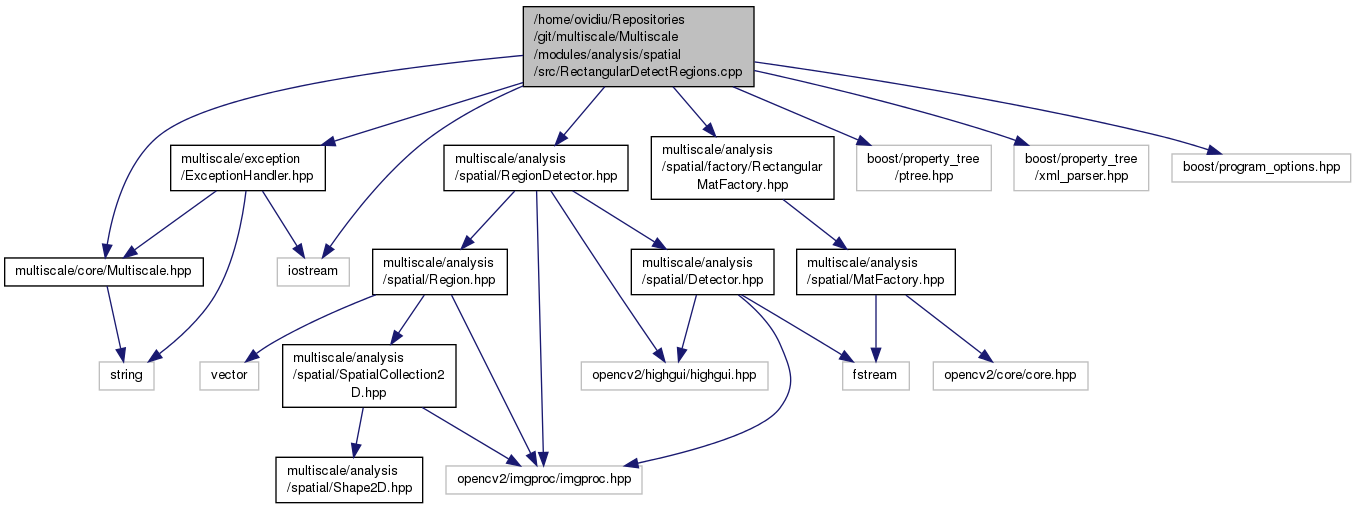 /home/ovidiu/Repositories
/git/multiscale/Multiscale
/modules/analysis/spatial
/src/RectangularDetectRegions.cpp
multiscale/exception
/ExceptionHandler.hpp
multiscale/analysis
/spatial/RegionDetector.hpp
multiscale/analysis
/spatial/factory/Rectangular
MatFactory.hpp
boost/property_tree
/ptree.hpp
boost/property_tree
/xml_parser.hpp
boost/program_options.hpp
multiscale/core/Multiscale.hpp
iostream
multiscale/analysis
/spatial/Region.hpp
multiscale/analysis
/spatial/Detector.hpp
multiscale/analysis
/spatial/MatFactory.hpp
string
vector
multiscale/analysis
/spatial/SpatialCollection2
D.hpp
opencv2/highgui/highgui.hpp
fstream
opencv2/core/core.hpp
multiscale/analysis
/spatial/Shape2D.hpp
opencv2/imgproc/imgproc.hpp